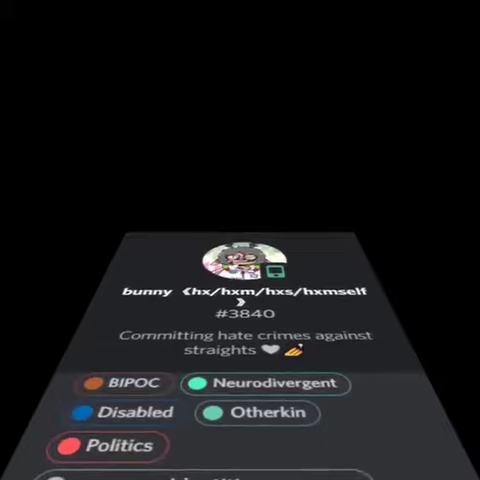 bunny 《hx/hxm/hxs/hxmself
》
#3840
Committing hate crimes against
straights 🤍 💅
BIPOC Neurodivergent
Disabled Otherkin
Politics